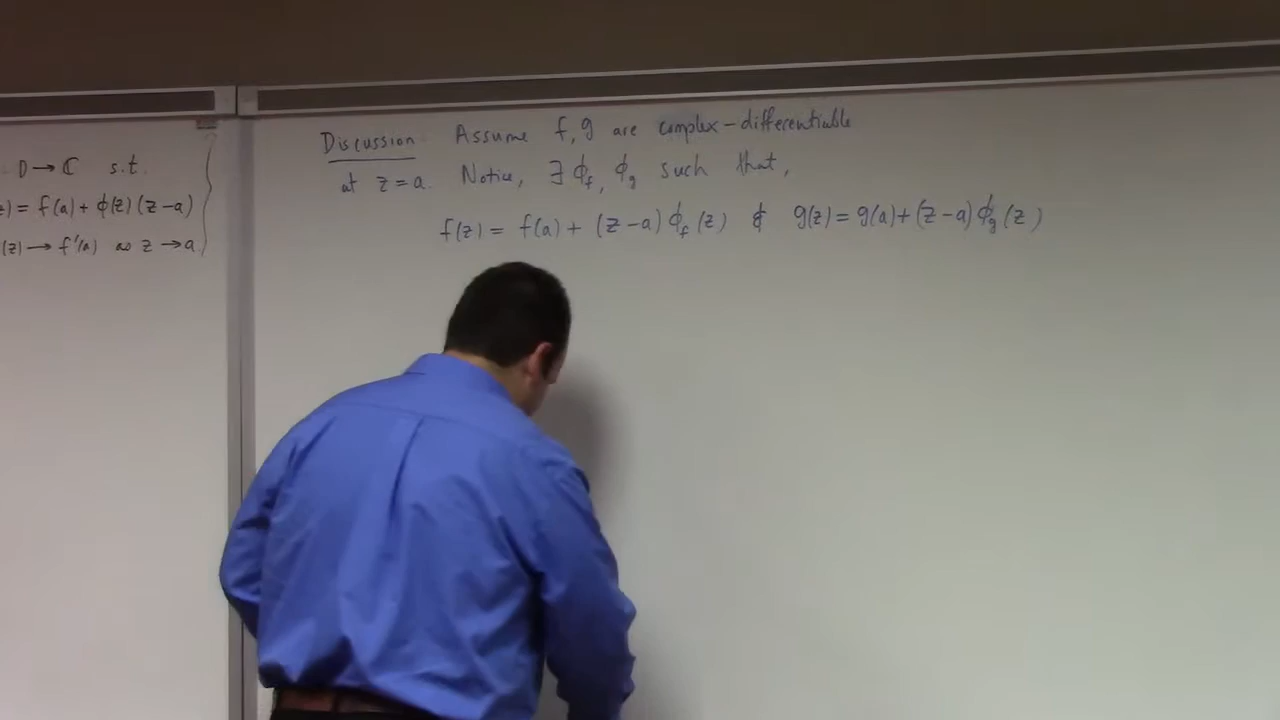 D → ℂ s.t.
z) = f(a) + ϕ(z)(z-a)
(z) → f'(a) as z → a
Discussion. Assume f, g are complex-differentiable
at z = a. Notice, ∃ ϕ_f, ϕ_g such that,
f(z) = f(a) + (z-a) ϕ_f (z) & g(z) = g(a) + (z-a) ϕ_g (z)